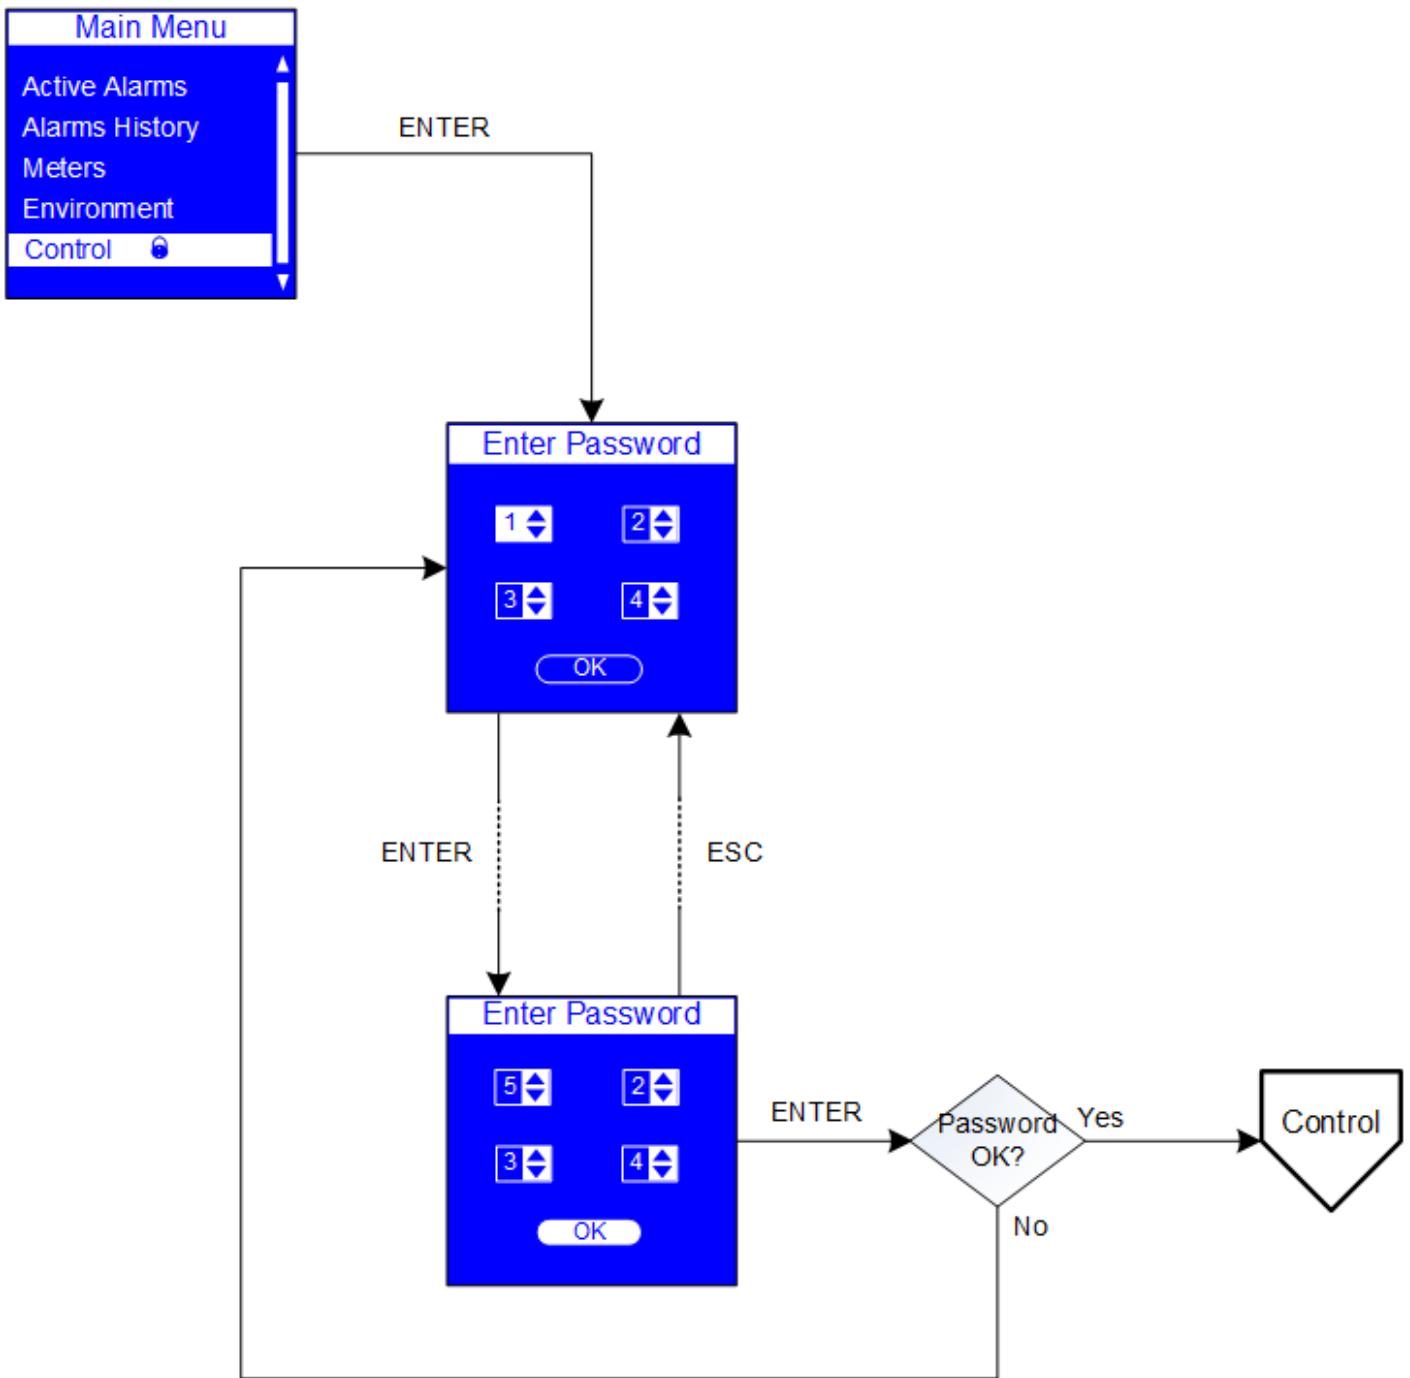 Main Menu
Active Alarms
Alarms History
Meters
Environment
Control
ENTER
Enter Password
1 2
3 4
OK
ENTER ESC
Enter Password
5 2
3 4
OK
ENTER
Password
OK?
Yes
No
Control